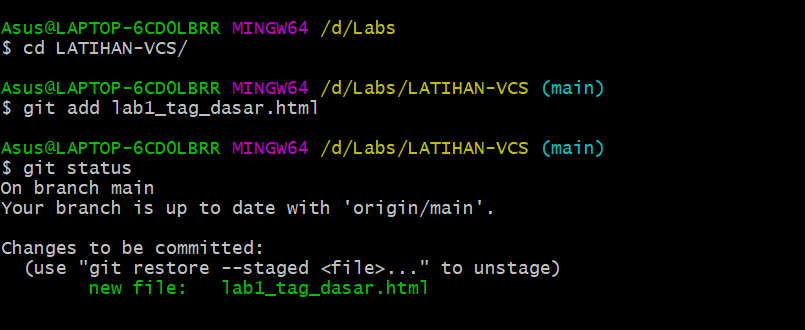 Asus@LAPTOP-6CD0LBRR MINGW64 /d/Labs
$ cd LATIHAN-VCS/
Asus@LAPTOP-6CD0LBRR MINGW64 /d/Labs/LATIHAN-VCS (main)
$ git add lab1_tag_dasar.html
Asus@LAPTOP-6CD0LBRR MINGW64 /d/Labs/LATIHAN-VCS (main)
$ git status
On branch main
Your branch is up to date with 'origin/main'.
Changes to be committed:
  (use "git restore --staged <file>..." to unstage)
        new file:   lab1_tag_dasar.html